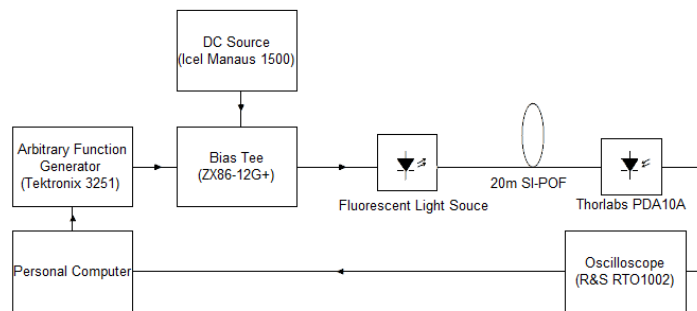 DC Source
(Icel Manaus 1500)
Arbitrary Function
Generator
(Tektronix 3251)
Bias Tee
(ZX86-12G+)
Fluorescent Light Souce
20m SI-POF
Thorlabs PDA10A
Personal Computer
Oscilloscope
(R&S RTO1002)